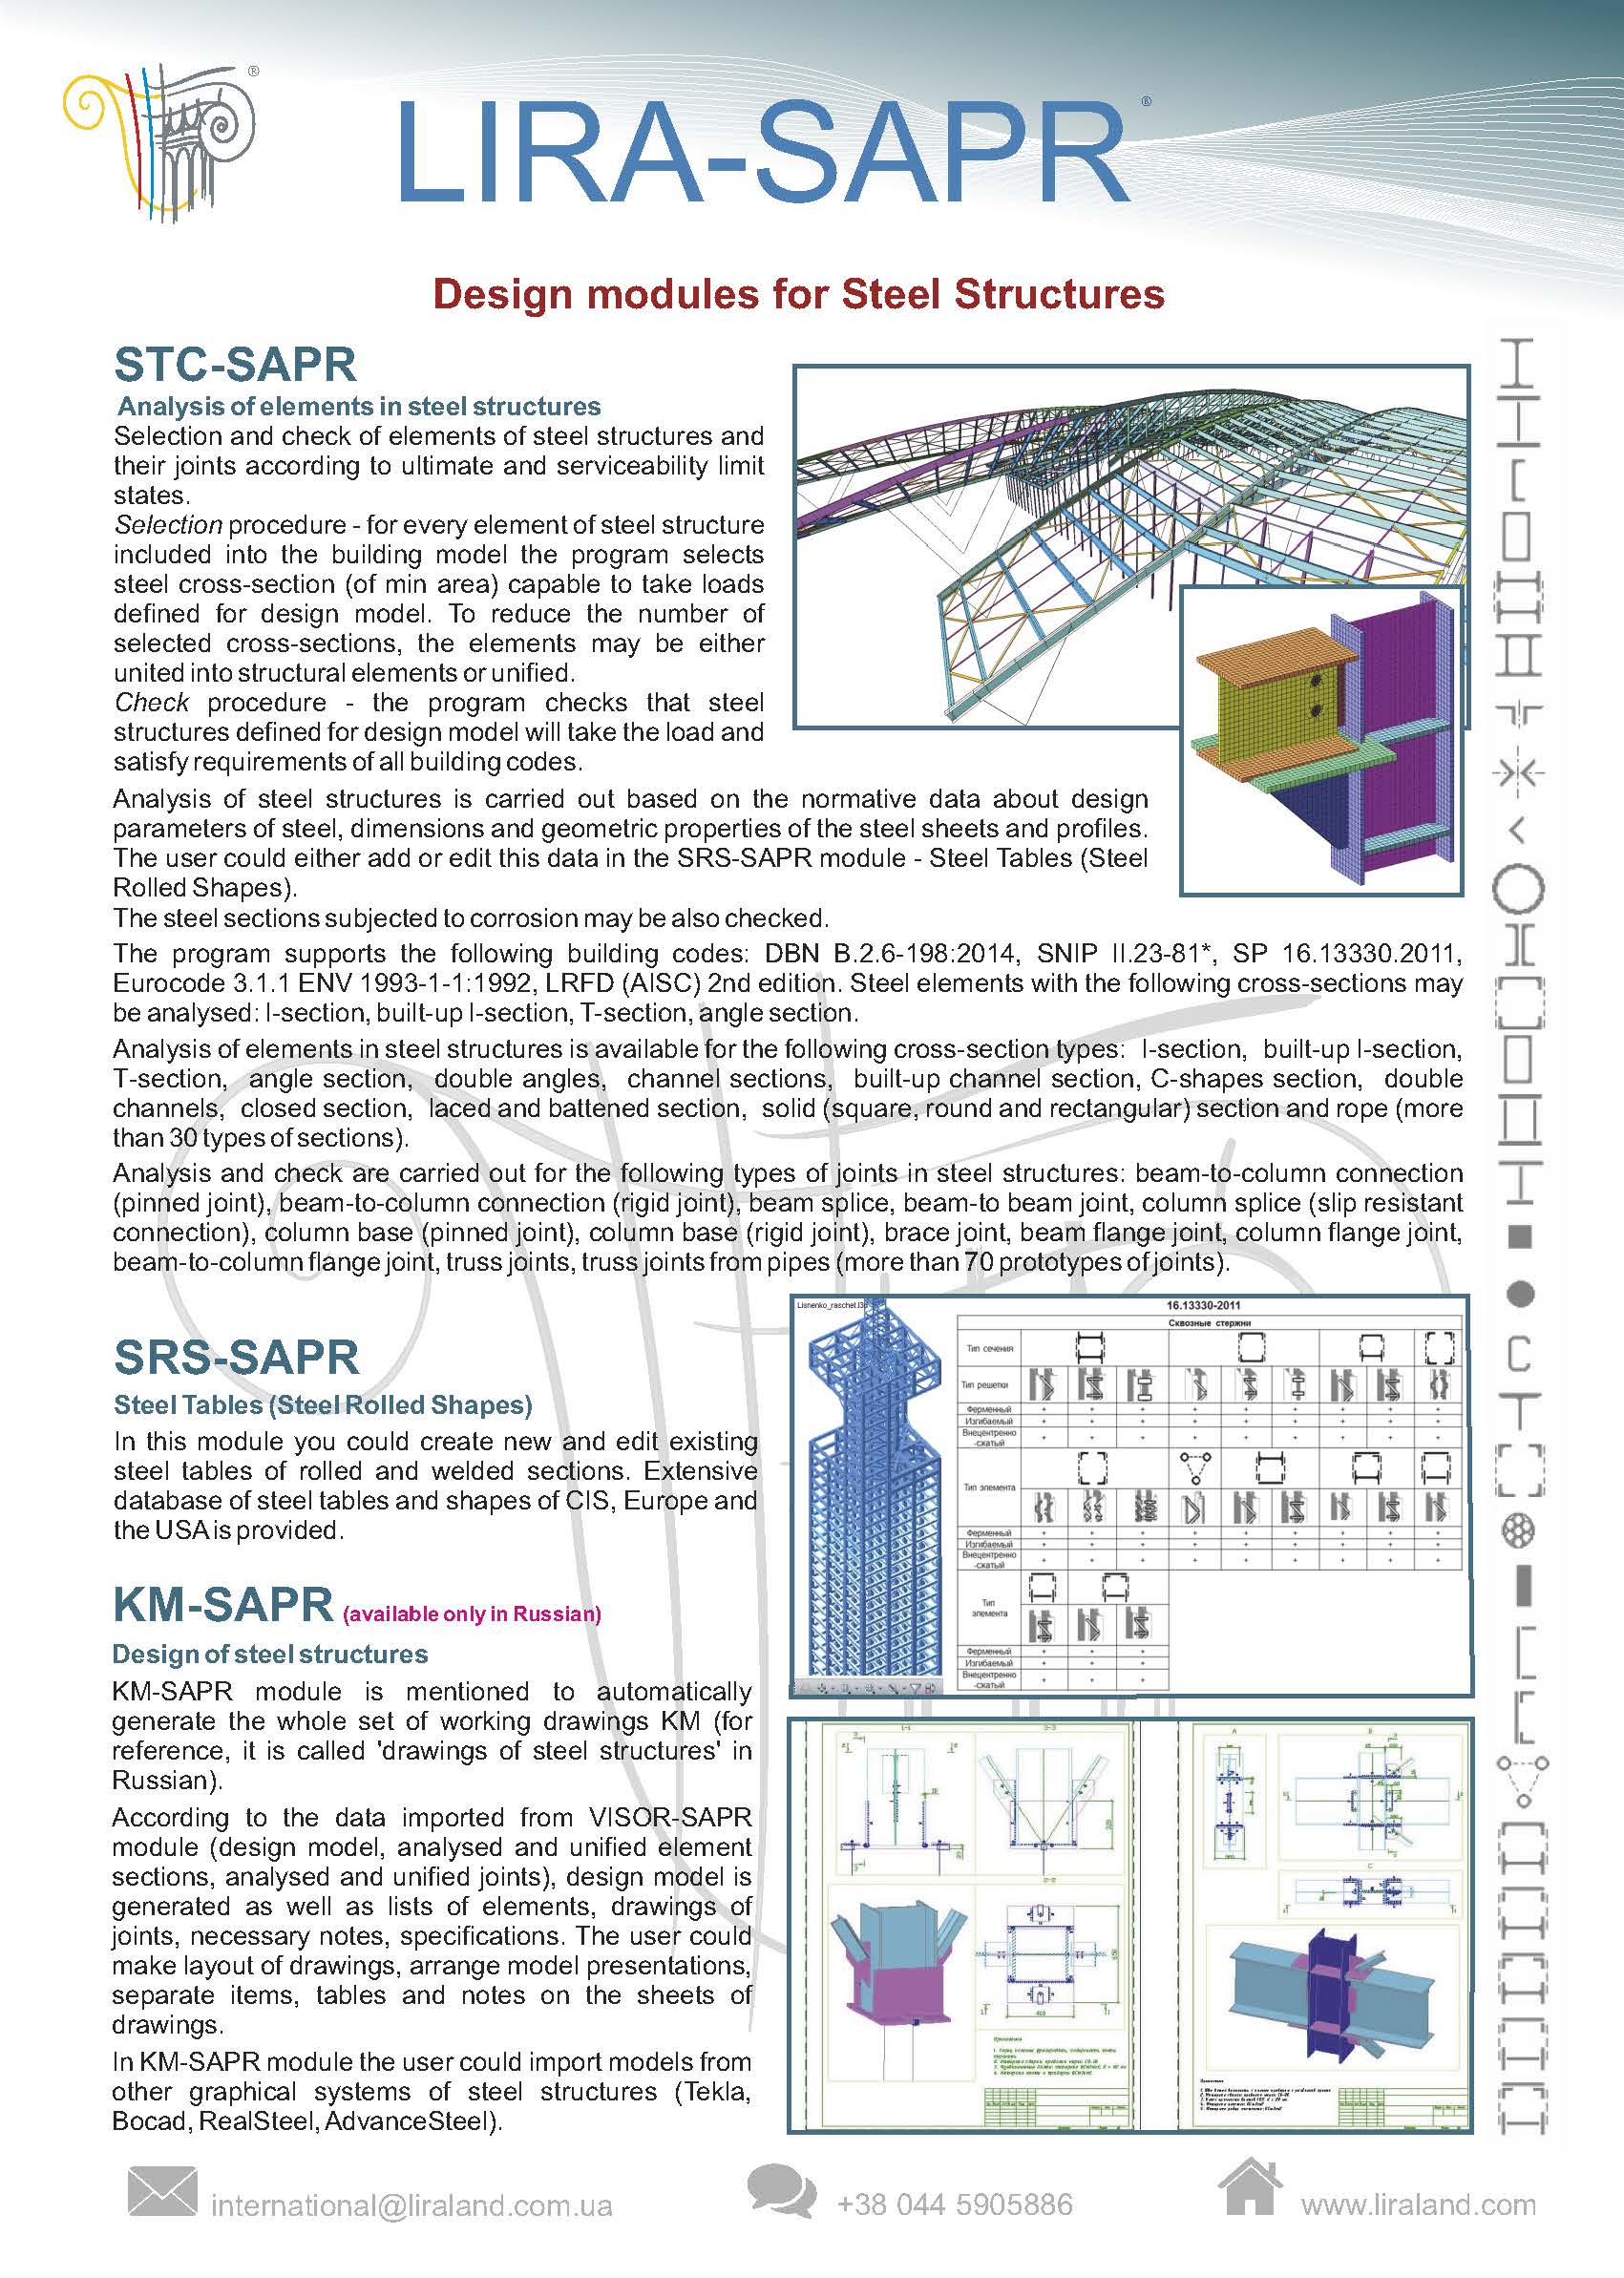 ®
LIRA-SAPR®
Design modules for Steel Structures
STC-SAPR
Analysis of elements in steel structures
Selection and check of elements of steel structures and
their joints according to ultimate and serviceability limit
states.
Selection procedure - for every element of steel structure
included into the building model the program selects
steel cross-section (of min area) capable to take loads
defined for design model. To reduce the number of
selected cross-sections, the elements may be either
united into structural elements or unified.
Check procedure - the program checks that steel
structures defined for design model will take the load and
satisfy requirements of all building codes.
Analysis of steel structures is carried out based on the normative data about design
parameters of steel, dimensions and geometric properties of the steel sheets and profiles.
The user could either add or edit this data in the SRS-SAPR module - Steel Tables (Steel
Rolled Shapes).
The steel sections subjected to corrosion may be also checked.
The program supports the following building codes: DBN B.2.6-198:2014, SNIP II.23-81*, SP 16.13330.2011,
Eurocode 3.1.1 ENV 1993-1-1:1992, LRFD (AISC) 2nd edition. Steel elements with the following cross-sections may
be analysed: I-section, built-up I-section, T-section, angle section.
Analysis of elements in steel structures is available for the following cross-section types: I-section, built-up I-section,
T-section, angle section, double angles, channel sections, built-up channel section, C-shapes section, double
channels, closed section, laced and battened section, solid (square, round and rectangular) section and rope (more
than 30 types of sections).
Analysis and check are carried out for the following types of joints in steel structures: beam-to-column connection
(pinned joint), beam-to-column connection (rigid joint), beam splice, beam-to beam joint, column splice (slip resistant
connection), column base (pinned joint), column base (rigid joint), brace joint, beam flange joint, column flange joint,
beam-to-column flange joint, truss joints, truss joints from pipes (more than 70 prototypes of joints).
SRS-SAPR
Steel Tables (Steel Rolled Shapes)
In this module you could create new and edit existing
steel tables of rolled and welded sections. Extensive
database of steel tables and shapes of CIS, Europe and
the USA is provided.
KM-SAPR (available only in Russian)
Design of steel structures
KM-SAPR module is mentioned to automatically
generate the whole set of working drawings KM (for
reference, it is called 'drawings of steel structures' in
Russian).
According to the data imported from VISOR-SAPR
module (design model, analysed and unified element
sections, analysed and unified joints), design model is
generated as well as lists of elements, drawings of
joints, necessary notes, specifications. The user could
make layout of drawings, arrange model presentations,
separate items, tables and notes on the sheets of
drawings.
In KM-SAPR module the user could import models from
other graphical systems of steel structures (Tekla,
Bocad, RealSteel, AdvanceSteel).
Lisnenko_raschet
16.13330-2011
Сквозные стержни
Тип сечения
Тип решетки
Ферменный
Изгибаемый
Внецентренно
-сжатый
Тип элемента
Ферменный
Изгибаемый
Внецентренно
-сжатый
Тип
элемента
Ферменный
Изгибаемый
Внецентренно
-сжатый
international@liraland.com.ua
+38 044 5905886
www.liraland.com